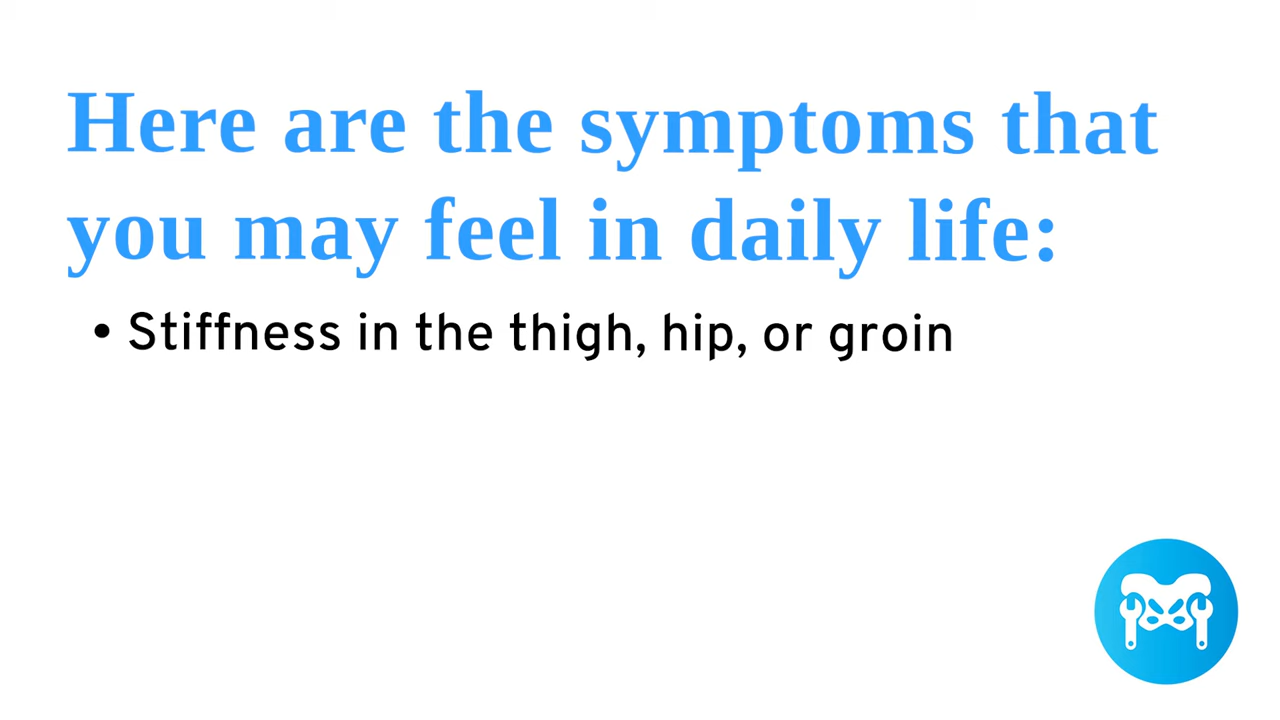 Here are the symptoms that
you may feel in daily life:
• Stiffness in the thigh, hip, or groin